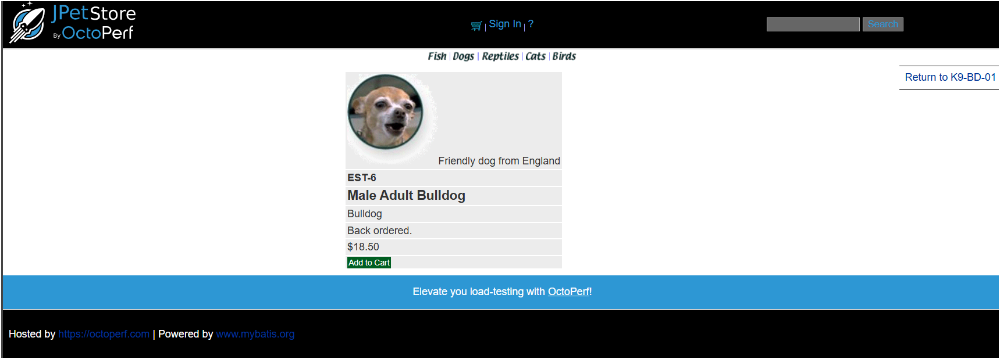 JPetStore
By OctoPerf
| Sign In | ?
Search
Fish | Dogs | Reptiles | Cats | Birds
Return to K9-BD-01
Friendly dog from England
EST-6
Male Adult Bulldog
Bulldog
Back ordered.
$18.50
Add to Cart
Elevate you load-testing with OctoPerf!
Hosted by https://octoperf.com | Powered by www.mybatis.org